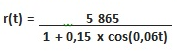 r(t) = 5 865
1 + 0,15 x cos(0,06t)